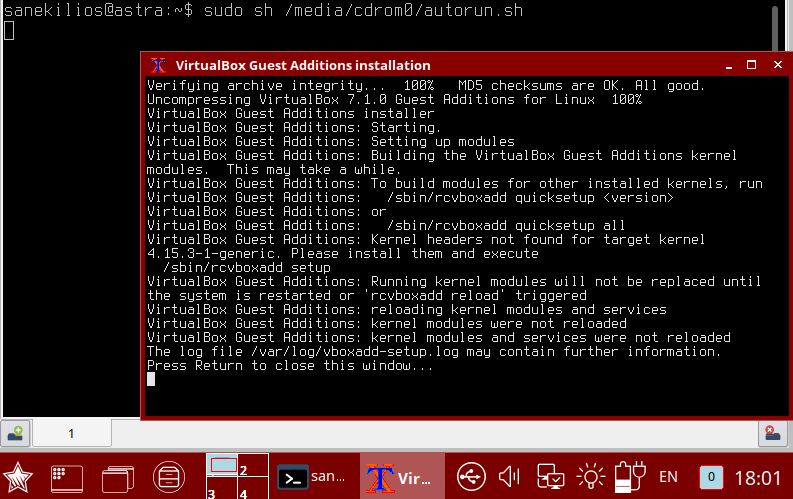 sanekilios@astra:~$ sudo sh /media/cdrom0/autorun.sh
VirtualBox Guest Additions installation
Verifying archive integrity...  100%   MD5 checksums are OK. All good.
Uncompressing VirtualBox 7.1.0 Guest Additions for Linux  100%
VirtualBox Guest Additions installer
VirtualBox Guest Additions: Starting.
VirtualBox Guest Additions: Setting up modules
VirtualBox Guest Additions: Building the VirtualBox Guest Additions kernel
modules.  This may take a while.
VirtualBox Guest Additions: To build modules for other installed kernels, run
VirtualBox Guest Additions:   /sbin/rcvboxadd quicksetup <version>
VirtualBox Guest Additions: or
VirtualBox Guest Additions:   /sbin/rcvboxadd quicksetup all
VirtualBox Guest Additions: Kernel headers not found for target kernel
4.15.3-1-generic. Please install them and execute
  /sbin/rcvboxadd setup
VirtualBox Guest Additions: Running kernel modules will not be replaced until
the system is restarted or 'rcvboxadd reload' triggered
VirtualBox Guest Additions: reloading kernel modules and services
VirtualBox Guest Additions: kernel modules were not reloaded
VirtualBox Guest Additions: kernel modules and services were not reloaded
The log file /var/log/vboxadd-setup.log may contain further information.
Press Return to close this window...
1
2
3 4
san...
Vir...
EN
0
18:01